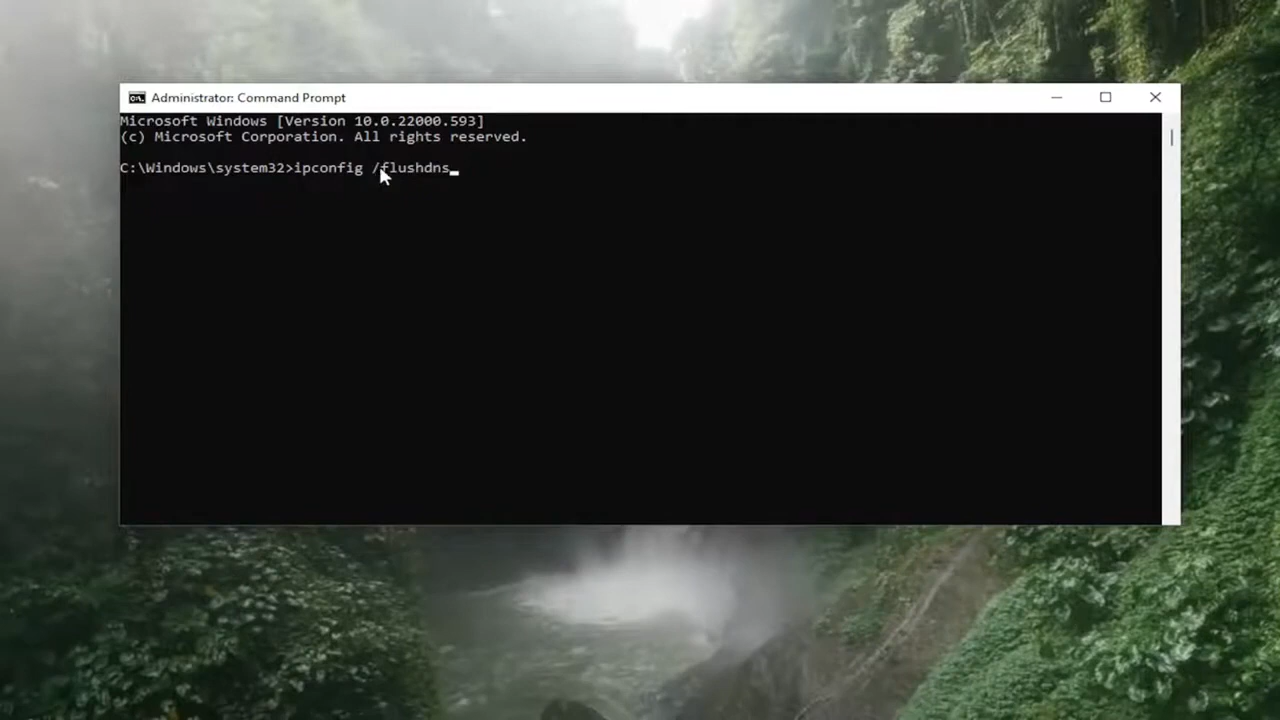 Administrator: Command Prompt
Microsoft Windows [Version 10.0.22000.593]
(c) Microsoft Corporation. All rights reserved.
C:\Windows\system32>ipconfig /flushdns